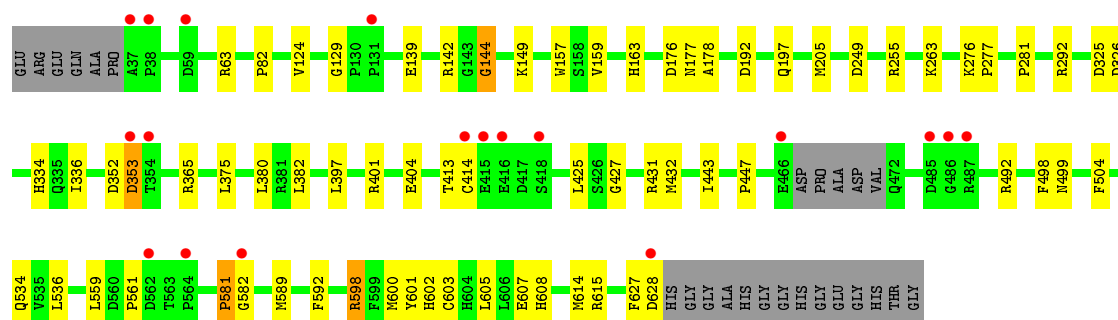 GLU ARG GLU GLN ALA PRO A37 P38 D59 R63 P82 V124 G129 P130 P131 E139 R142 G143 G144 K149 W157 S158 V159 H163 D176 N177 A178 D192 Q197 M205 D249 R255 K263 K276 P277 P281 R292 D325 D326
H334 Q335 I336 D352 D353 T354 R365 L375 L380 R381 L382 L397 R401 E404 T413 C414 E415 E416 D417 S418 L425 S426 G427 R431 M432 I443 P447 E466 ASP PRO ALA ASP VAL Q472 D485 G486 R487 R492 F498 N499 F504
Q534 V535 L536 L559 D560 P561 D562 T563 P564 P581 G582 M589 F592 R598 F599 M600 Y601 H602 C603 H604 L605 L606 E607 H608 M614 R615 F627 D628 HIS GLY GLY ALA HIS GLY GLY HIS GLY GLU GLY HIS THR GLY